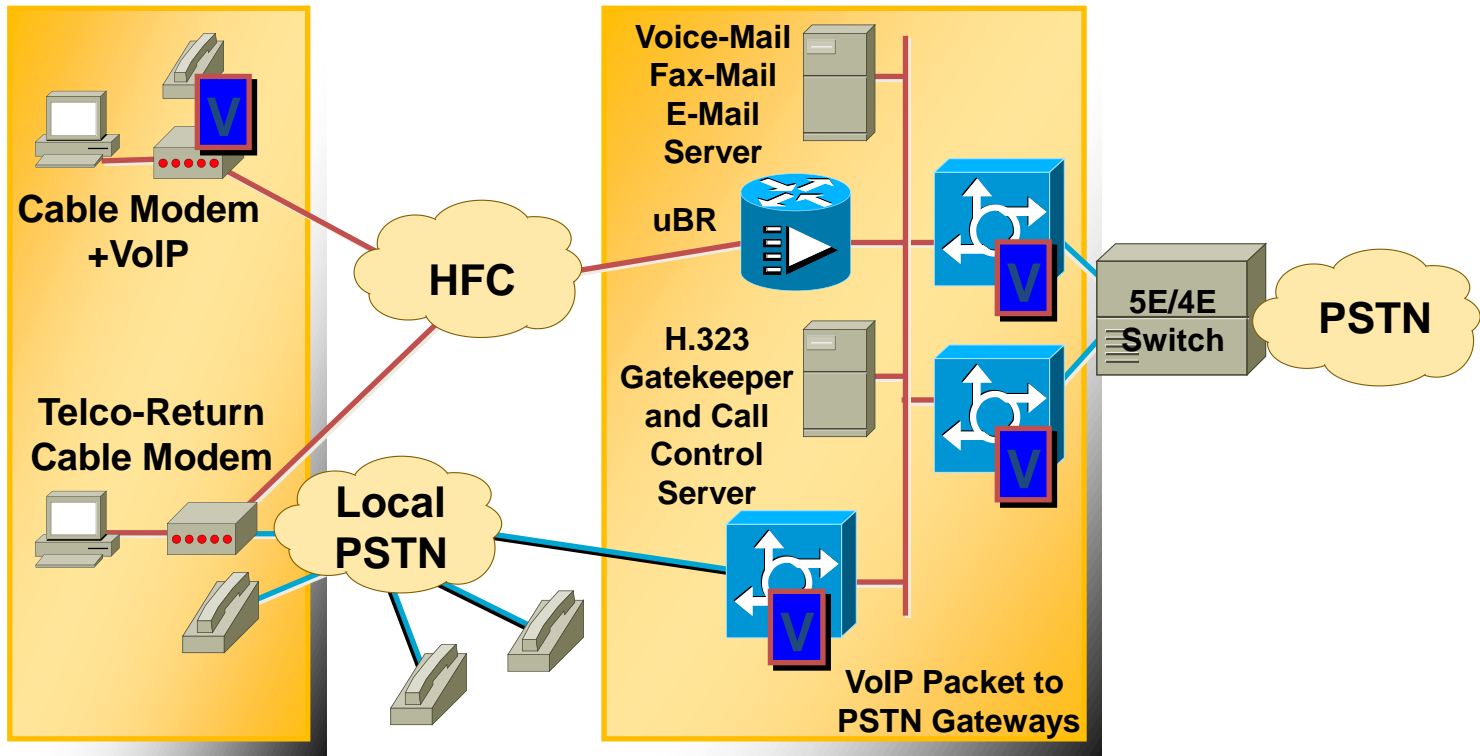 Voice-Mail
Fax-Mail
E-Mail
Server
V
Cable Modem
+VoIP
uBR
HFC
V
5E/4E
Switch
PSTN
H.323
Gatekeeper
and Call
Control
Server
V
Telco-Return
Cable Modem
Local
PSTN
V
VoIP Packet to
PSTN Gateways